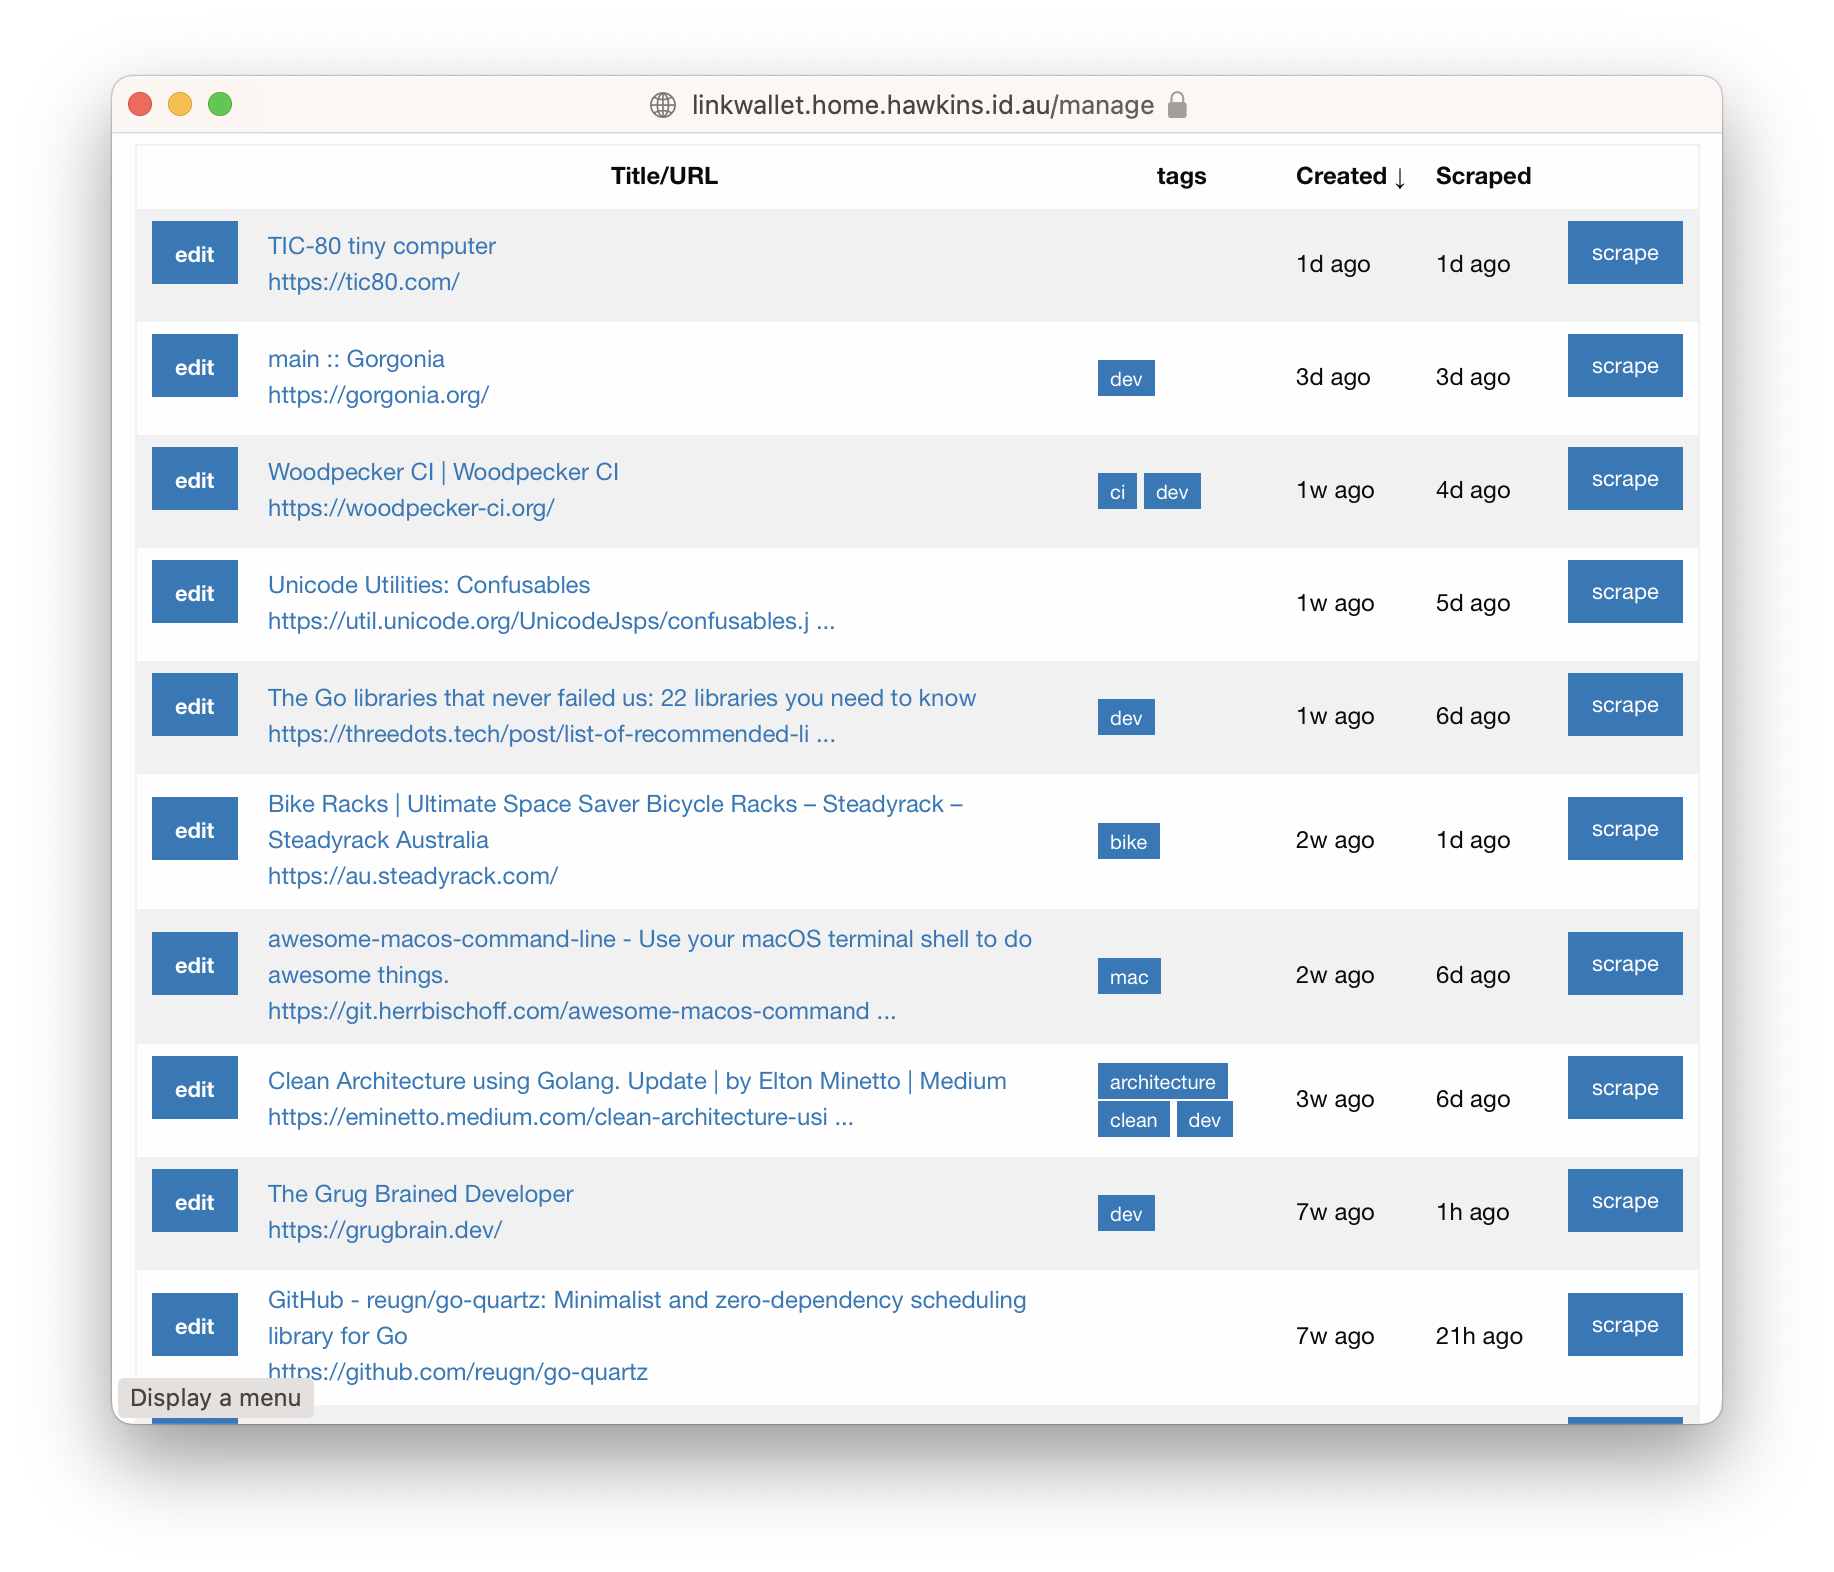 linkwallet.home.hawkins.id.au/manage
Title/URL tags Created ↓ Scraped
edit TIC-80 tiny computer 1d ago 1d ago scrape
https://tic80.com/
edit main :: Gorgonia dev 3d ago 3d ago scrape
https://gorgonia.org/
edit Woodpecker CI | Woodpecker CI ci dev 1w ago 4d ago scrape
https://woodpecker-ci.org/
edit Unicode Utilities: Confusables 1w ago 5d ago scrape
https://util.unicode.org/UnicodeJsps/confusables.j ...
edit The Go libraries that never failed us: 22 libraries you need to know dev 1w ago 6d ago scrape
https://threedots.tech/post/list-of-recommended-li ...
Bike Racks | Ultimate Space Saver Bicycle Racks – Steadyrack –
edit Steadyrack Australia bike 2w ago 1d ago scrape
https://au.steadyrack.com/
awesome-macos-command-line - Use your macOS terminal shell to do
edit awesome things. mac 2w ago 6d ago scrape
https://git.herrbischoff.com/awesome-macos-command ...
edit Clean Architecture using Golang. Update | by Elton Minetto | Medium architecture 3w ago 6d ago scrape
https://eminetto.medium.com/clean-architecture-usi ... clean dev
edit The Grug Brained Developer dev 7w ago 1h ago scrape
https://grugbrain.dev/
GitHub - reugn/go-quartz: Minimalist and zero-dependency scheduling
edit library for Go 7w ago 21h ago scrape
https://github.com/reugn/go-quartz
Display a menu